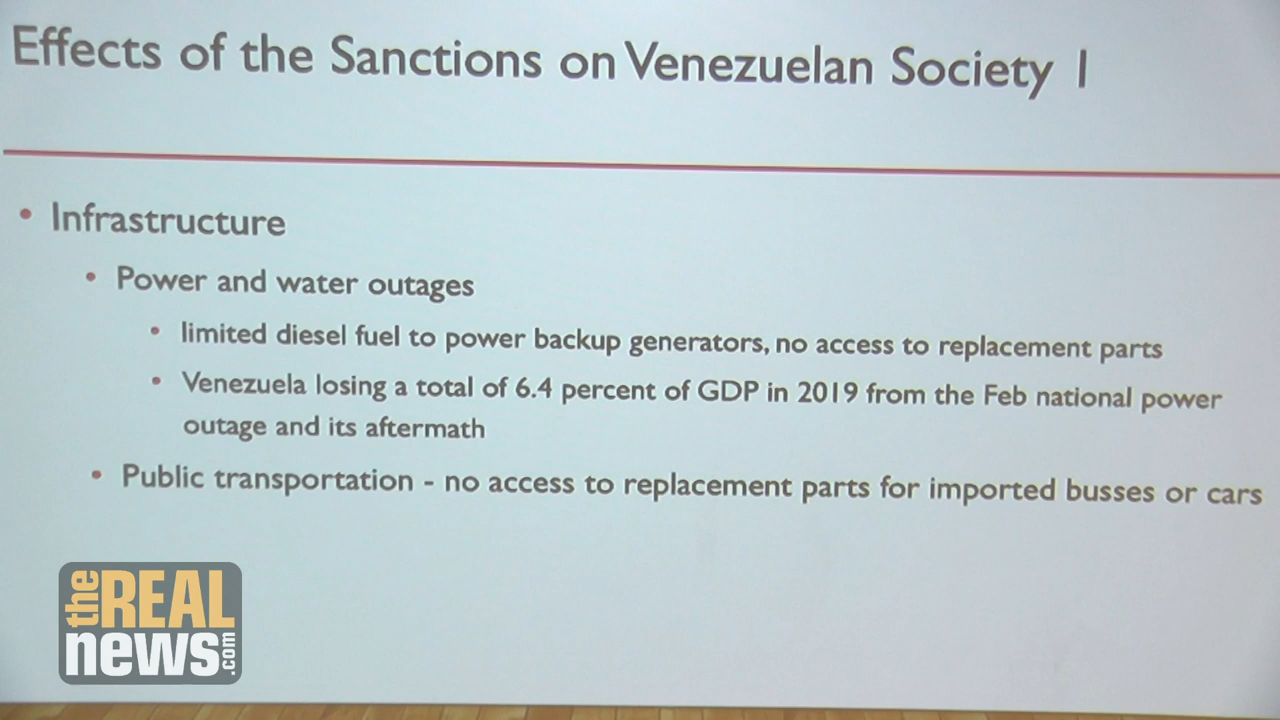 Effects of the Sanctions on Venezuelan Society 1
• Infrastructure
• Power and water outages
• limited diesel fuel to power backup generators, no access to replacement parts
• Venezuela losing a total of 6.4 percent of GDP in 2019 from the Feb national power
outage and its aftermath
• Public transportation - no access to replacement parts for imported busses or cars
the REAL
news.com